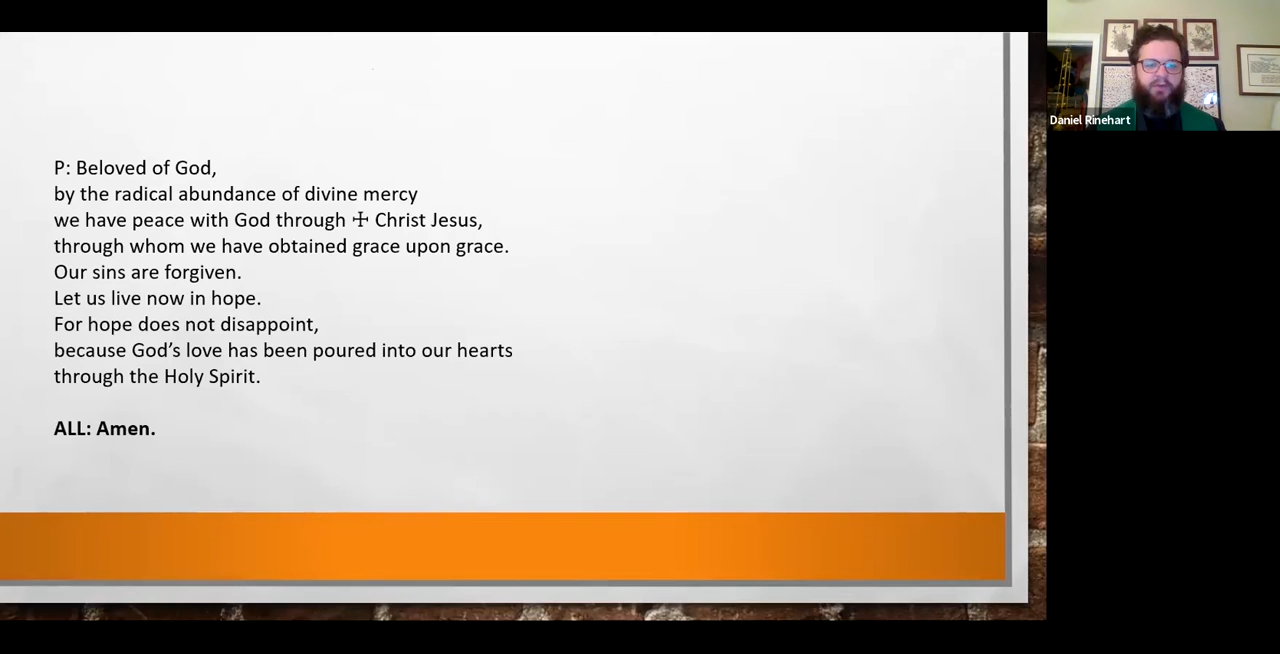 P: Beloved of God,
by the radical abundance of divine mercy
we have peace with God through ☩ Christ Jesus,
through whom we have obtained grace upon grace.
Our sins are forgiven.
Let us live now in hope.
For hope does not disappoint,
because God’s love has been poured into our hearts
through the Holy Spirit.
ALL: Amen.
Daniel Rinehart